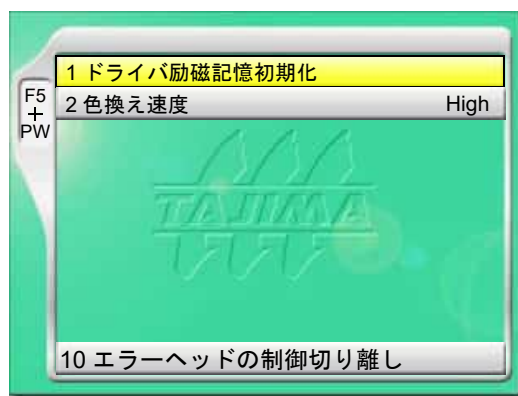 1 ドライバ励磁記憶初期化
F5
+
PW
2 色換え速度 High
TAJIMA
10 エラーヘッドの制御切り離し